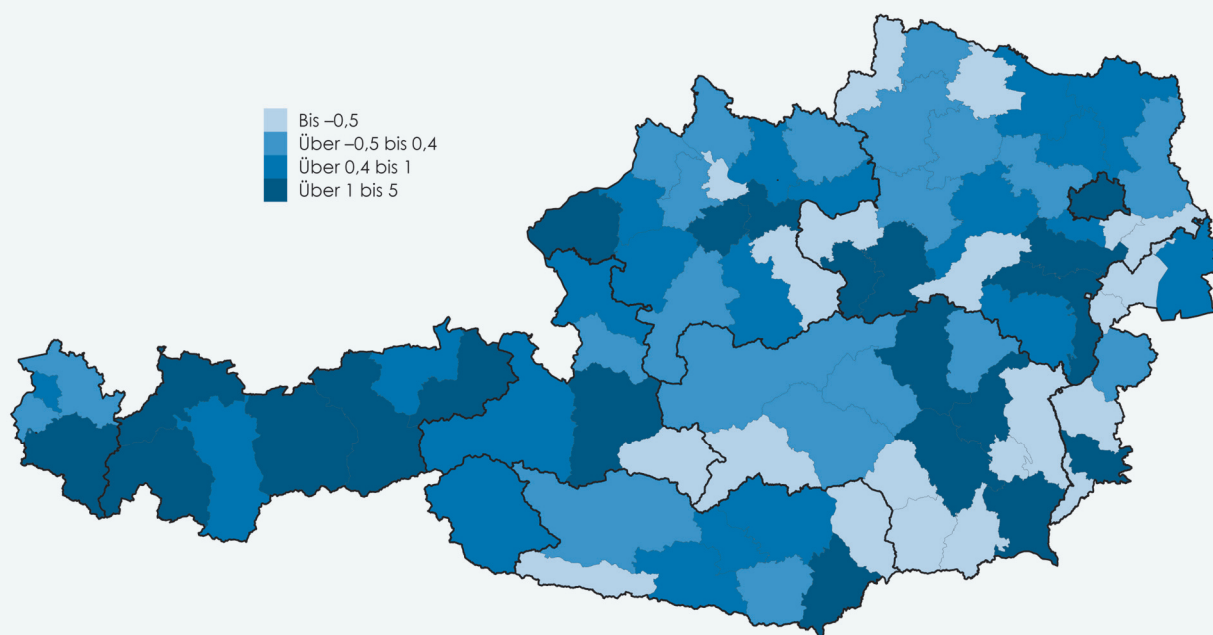 Bis –0,5
Über –0,5 bis 0,4
Über 0,4 bis 1
Über 1 bis 5